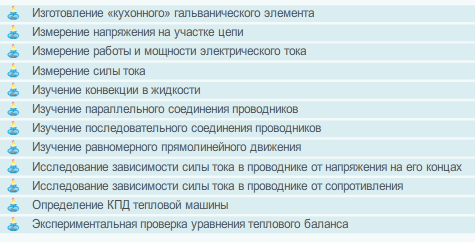 Изготовление «кухонного» гальванического элемента
Измерение напряжения на участке цепи
Измерение работы и мощности электрического тока
Измерение силы тока
Изучение конвекции в жидкости
Изучение параллельного соединения проводников
Изучение последовательного соединения проводников
Изучение равномерного прямолинейного движения
Исследование зависимости силы тока в проводнике от напряжения на его концах
Исследование зависимости силы тока в проводнике от сопротивления
Определение КПД тепловой машины
Экспериментальная проверка уравнения теплового баланса